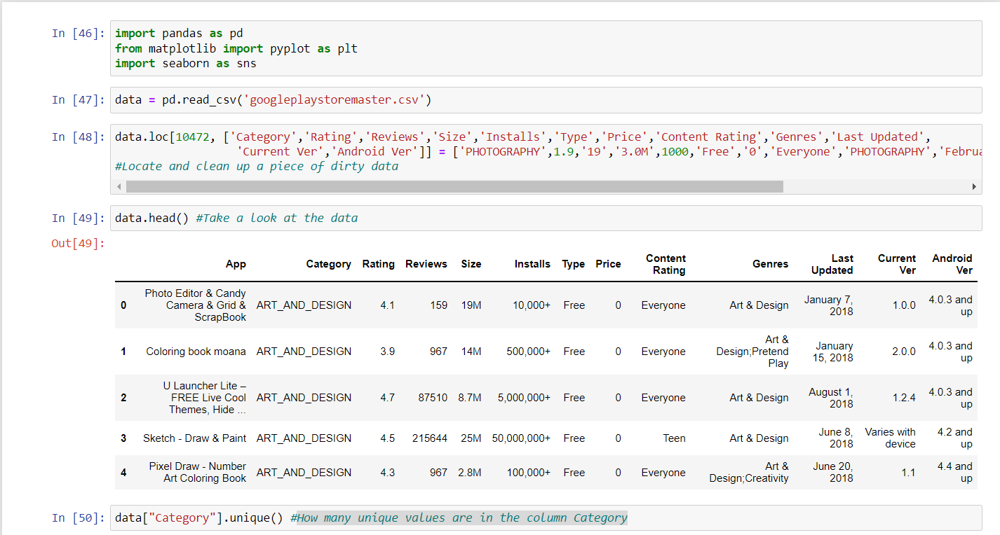 In [46]: import pandas as pd
from matplotlib import pyplot as plt
import seaborn as sns
In [47]: data = pd.read_csv('googleplaystoremaster.csv')
In [48]: data.loc[10472, ['Category','Rating','Reviews','Size','Installs','Type','Price','Content Rating','Genres','Last Updated',
'Current Ver','Android Ver']] = ['PHOTOGRAPHY',1.9,'19','3.0M',1000,'Free','0','Everyone','PHOTOGRAPHY','Februa
#Locate and clean up a piece of dirty data
In [49]: data.head() #Take a look at the data
Out[49]:
App Category Rating Reviews Size Installs Type Price Content Rating Genres Last Updated Current Ver Android Ver
0 Photo Editor & Candy Camera & Grid & ScrapBook ART_AND_DESIGN 4.1 159 19M 10,000+ Free 0 Everyone Art & Design January 7, 2018 1.0.0 4.0.3 and up
1 Coloring book moana ART_AND_DESIGN 3.9 967 14M 500,000+ Free 0 Everyone Art & Design;Pretend Play January 15, 2018 2.0.0 4.0.3 and up
2 U Launcher Lite – FREE Live Cool Themes, Hide ... ART_AND_DESIGN 4.7 87510 8.7M 5,000,000+ Free 0 Everyone Art & Design August 1, 2018 1.2.4 4.0.3 and up
3 Sketch - Draw & Paint ART_AND_DESIGN 4.5 215644 25M 50,000,000+ Free 0 Teen Art & Design June 8, 2018 Varies with device 4.2 and up
4 Pixel Draw - Number Art Coloring Book ART_AND_DESIGN 4.3 967 2.8M 100,000+ Free 0 Everyone Art & Design;Creativity June 20, 2018 1.1 4.4 and up
In [50]: data["Category"].unique() #How many unique values are in the column Category